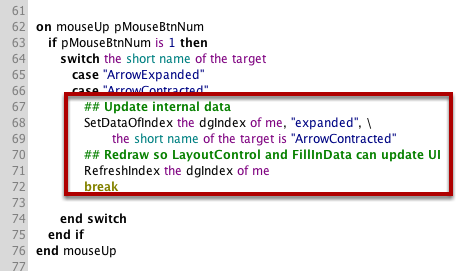 61
62 on mouseUp pMouseBtnNum
63 if pMouseBtnNum is 1 then
64 switch the short name of the target
65 case "ArrowExpanded"
66 case "ArrowContracted"
67 ## Update internal data
68 SetDataOfIndex the dgIndex of me, "expanded", \
69 the short name of the target is "ArrowContracted"
70 ## Redraw so LayoutControl and FillInData can update UI
71 RefreshIndex the dgIndex of me
72 break
73
74 end switch
75 end if
76 end mouseUp
77